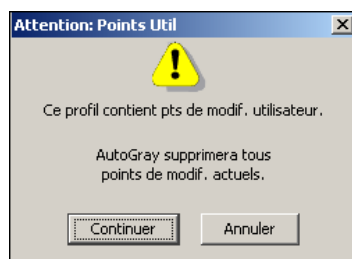 Attention: Points Util
Ce profil contient pts de modif. utilisateur.
AutoGray supprimera tous
points de modif. actuels.
Continuer
Annuler